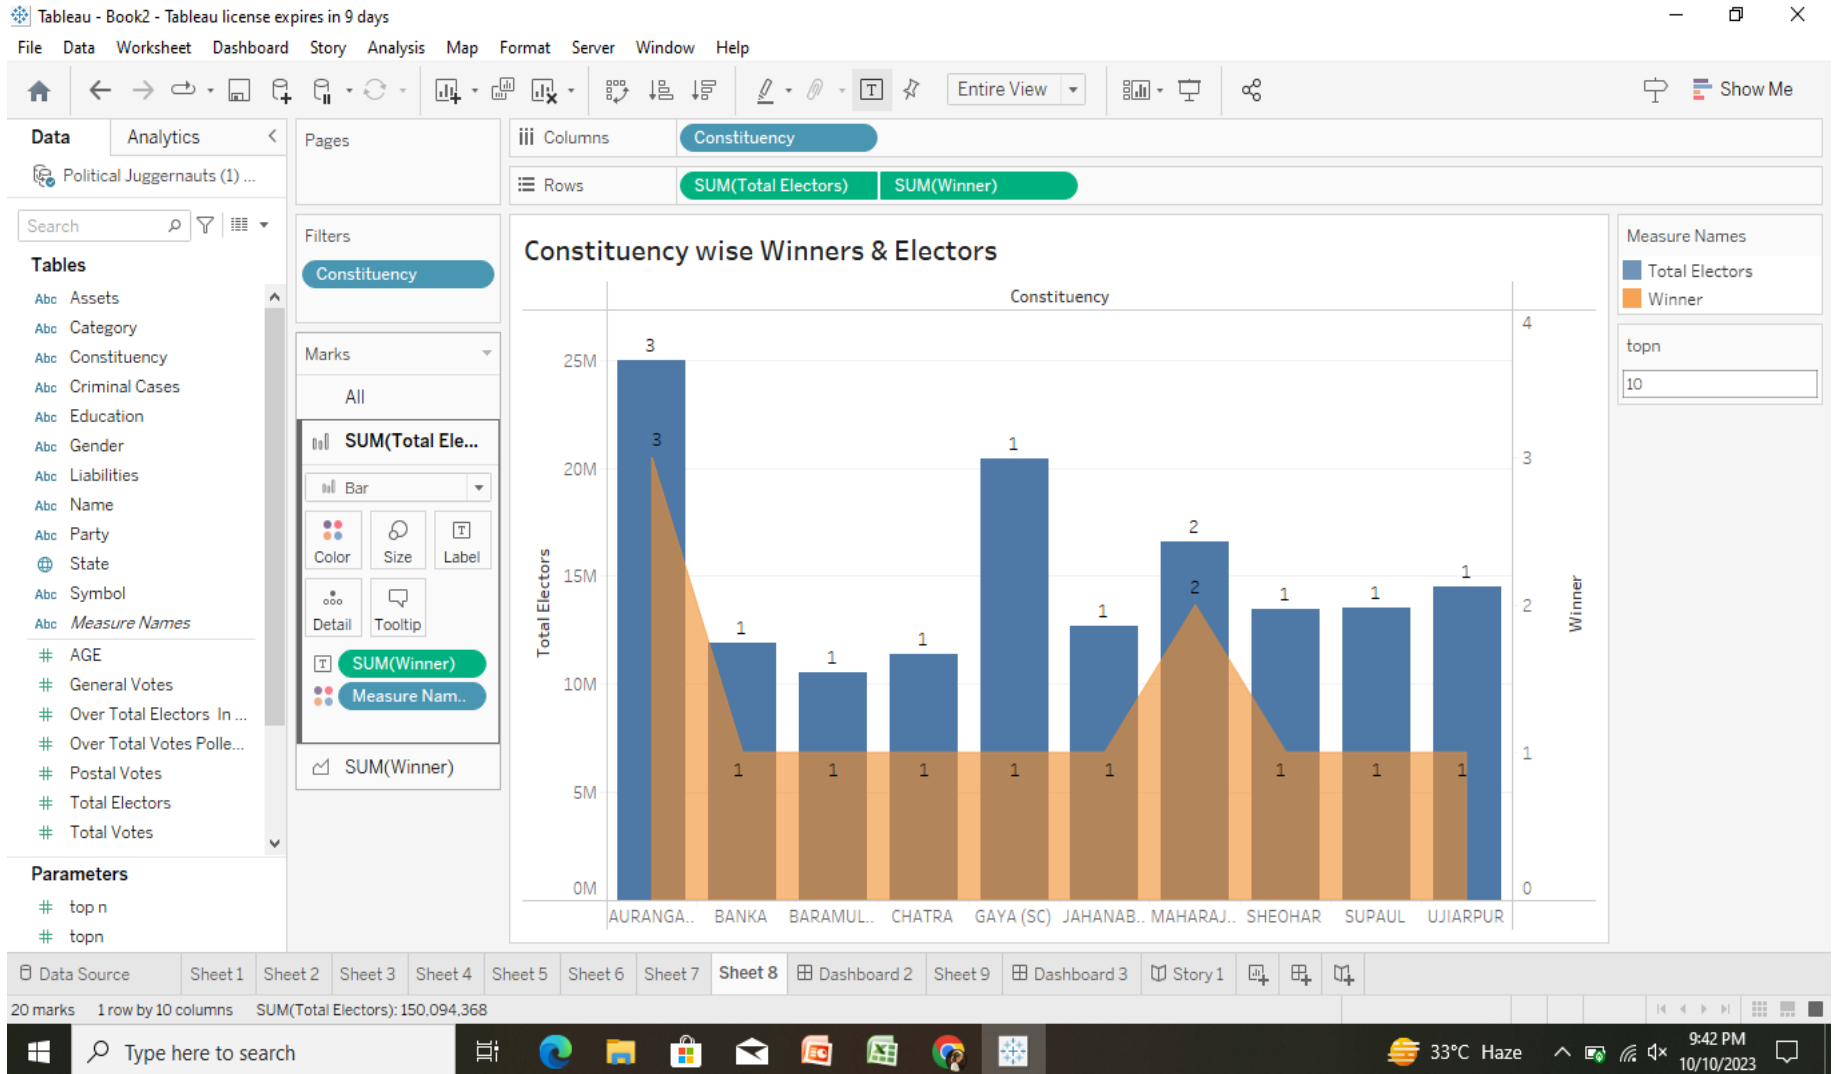 Tableau - Book2 - Tableau license expires in 9 days
File Data Worksheet Dashboard Story Analysis Map Format Server Window Help
Entire View
Show Me
Data Analytics
Political Juggernauts (1) ...
Search
Tables
Abc Assets
Abc Category
Abc Constituency
Abc Criminal Cases
Abc Education
Abc Gender
Abc Liabilities
Abc Name
Abc Party
State
Abc Symbol
Abc Measure Names
# AGE
# General Votes
# Over Total Electors In ...
# Over Total Votes Polle...
# Postal Votes
# Total Electors
# Total Votes
Parameters
# top n
# topn
Pages
Filters
Constituency
Marks
All
SUM(Total Ele...
Bar
Color Size Label
Detail Tooltip
SUM(Winner)
Measure Nam..
SUM(Winner)
Columns Constituency
Rows SUM(Total Electors) SUM(Winner)
Constituency wise Winners & Electors
Constituency
Total Electors
25M
20M
15M
10M
5M
0M
3 1 1 1 1 1 2 1 1 1
3 1 1 1 1 1 2 1 1 1
AURANGA.. BANKA BARAMUL.. CHATRA GAYA (SC) JAHANAB.. MAHARAJ.. SHEOHAR SUPAUL UJIARPUR
4
3
2
1
0
Winner
Measure Names
Total Electors
Winner
topn
10
Data Source Sheet 1 Sheet 2 Sheet 3 Sheet 4 Sheet 5 Sheet 6 Sheet 7 Sheet 8 Dashboard 2 Sheet 9 Dashboard 3 Story 1
20 marks 1 row by 10 columns SUM(Total Electors): 150,094,368
Type here to search
33°C Haze
9:42 PM
10/10/2023